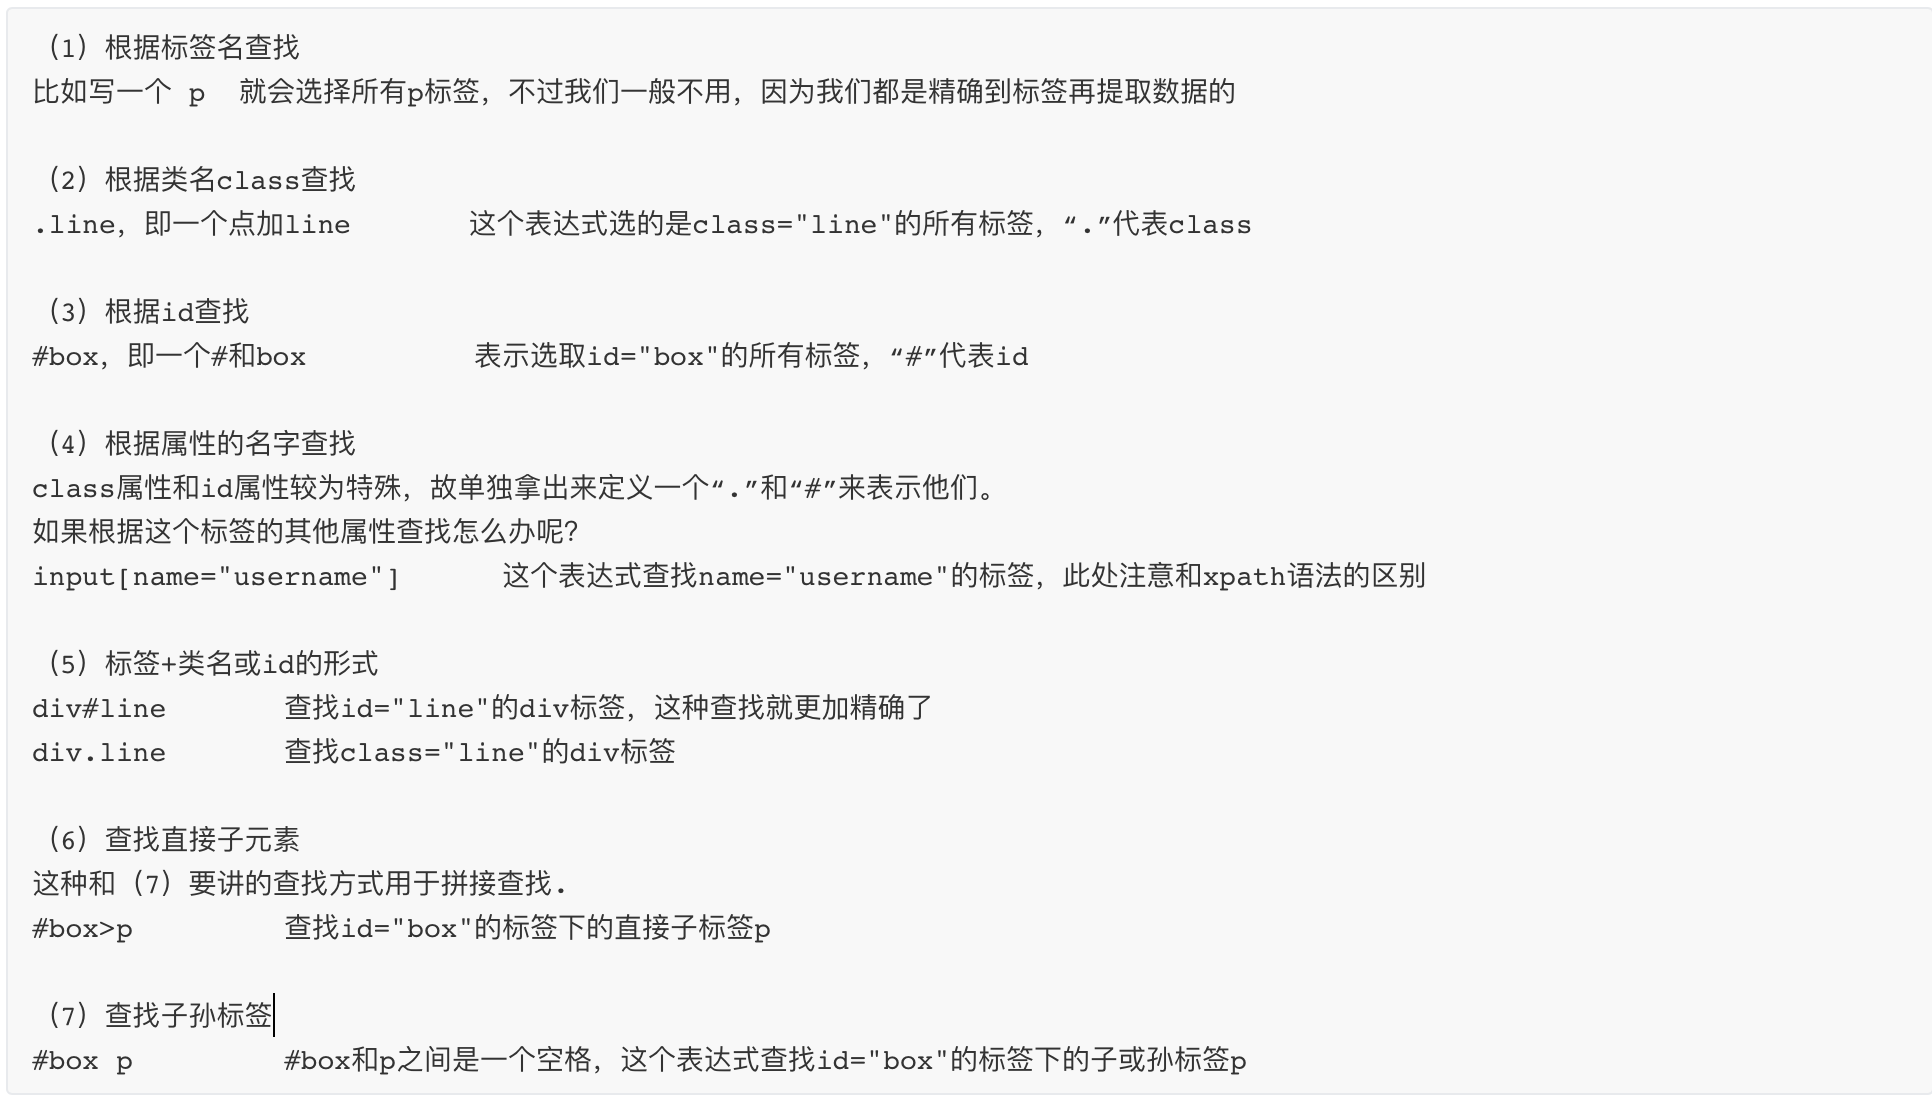 （1）根据标签名查找
比如写一个 p  就会选择所有p标签，不过我们一般不用，因为我们都是精确到标签再提取数据的
（2）根据类名class查找
.line，即一个点加line       这个表达式选的是class="line"的所有标签，“.”代表class
（3）根据id查找
#box，即一个#和box          表示选取id="box"的所有标签，“#”代表id
（4）根据属性的名字查找
class属性和id属性较为特殊，故单独拿出来定义一个“.”和“#”来表示他们。
如果根据这个标签的其他属性查找怎么办呢？
input[name="username"]      这个表达式查找name="username"的标签，此处注意和xpath语法的区别
（5）标签+类名或id的形式
div#line       查找id="line"的div标签，这种查找就更加精确了
div.line       查找class="line"的div标签
（6）查找直接子元素
这种和（7）要讲的查找方式用于拼接查找.
#box>p         查找id="box"的标签下的直接子标签p
（7）查找子孙标签
#box p         #box和p之间是一个空格，这个表达式查找id="box"的标签下的子或孙标签p